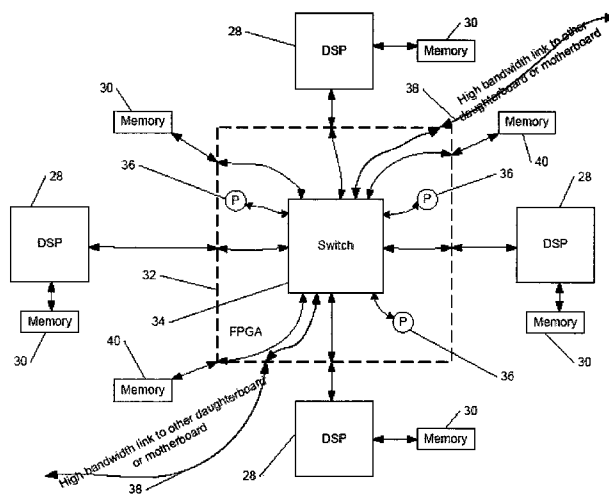 28
DSP
30
Memory
High bandwidth link to other
daughterboard or motherboard
38
30
Memory
Memory
40
36
P
36
P
28
DSP
28
DSP
Switch
32
34
FPGA
P
36
Memory
30
Memory
30
40
Memory
High bandwidth link to other daughterboard
or motherboard
38
DSP
28
30
Memory